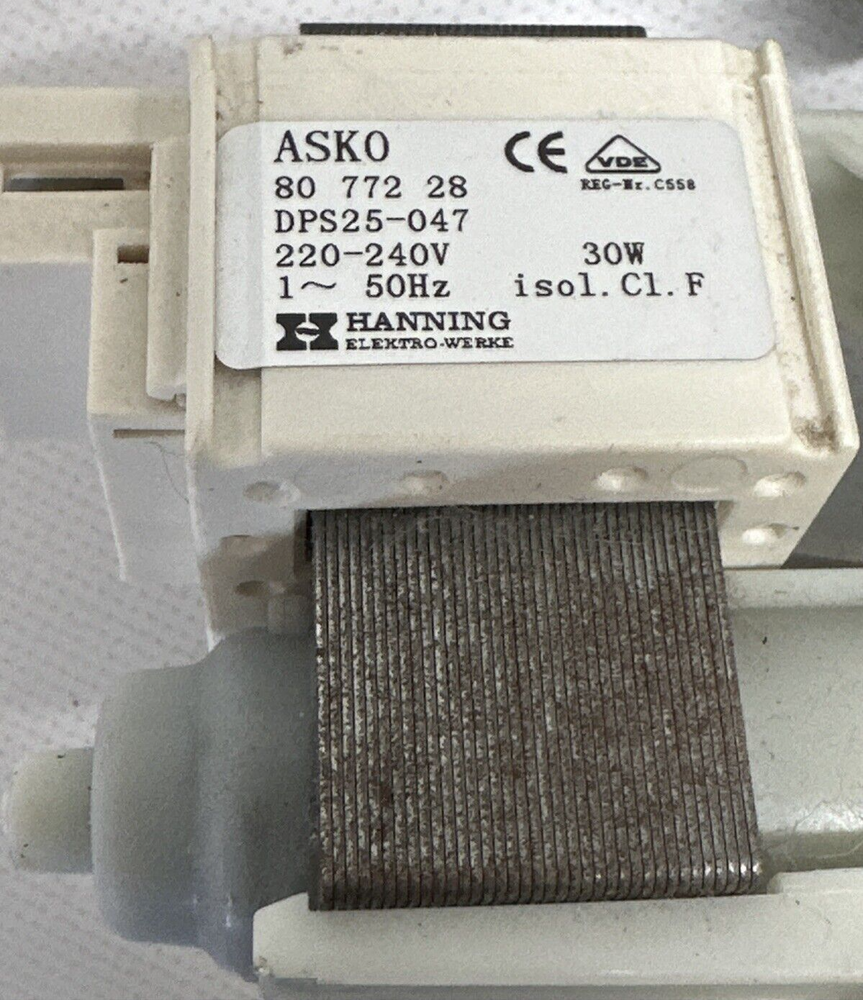 ASKO
CE
VDE
REG-Nr. C558
80 772 28
DPS25-047
220-240V 30W
1~ 50Hz isol. Cl. F
HANNING
ELEKTRO-WERKE